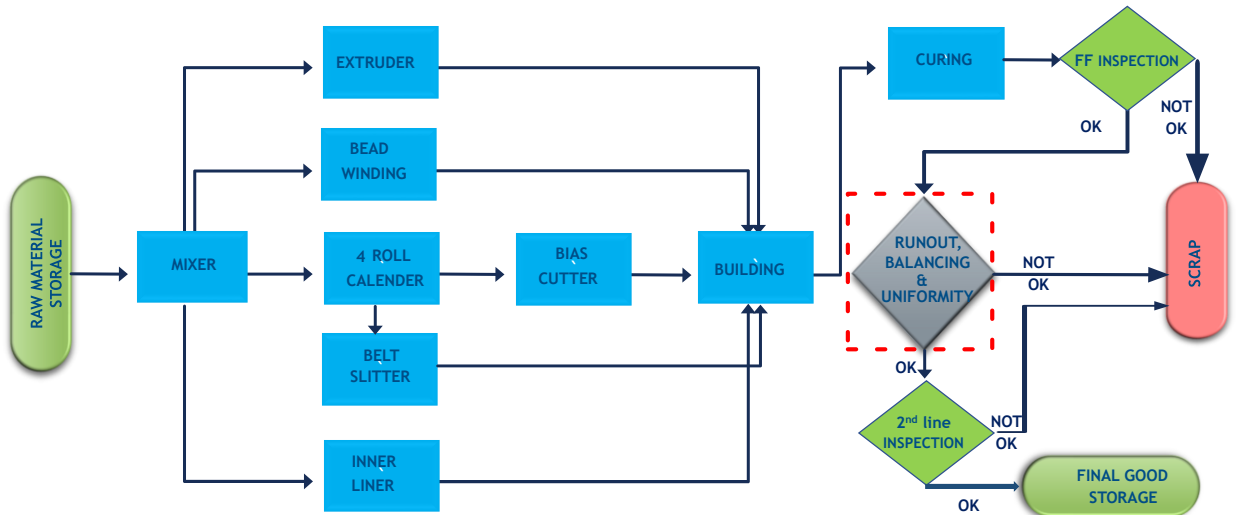 EXTRUDER
BEAD
WINDING
RAW MATERIAL
STORAGE
MIXER
4 ROLL
CALENDER
BIAS
CUTTER
BUILDING
BELT
SLITTER
INNER
LINER
CURING
FF INSPECTION
OK
NOT
OK
RUNOUT,
BALANCING
&
UNIFORMITY
NOT
OK
SCRAP
OK
2nd line
INSPECTION
NOT
OK
OK
FINAL GOOD
STORAGE